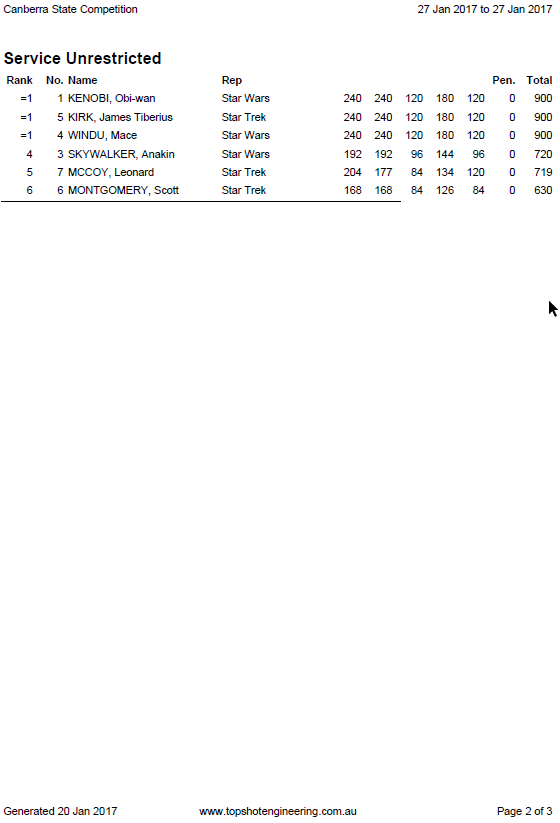 Canberra State Competition 27 Jan 2017 to 27 Jan 2017
Service Unrestricted
Rank No. Name Rep Pen. Total
=1 1 KENOBI, Obi-wan Star Wars 240 240 120 180 120 0 900
=1 5 KIRK, James Tiberius Star Trek 240 240 120 180 120 0 900
=1 4 WINDU, Mace Star Wars 240 240 120 180 120 0 900
4 3 SKYWALKER, Anakin Star Wars 192 192 96 144 96 0 720
5 7 MCCOY, Leonard Star Trek 204 177 84 134 120 0 719
6 6 MONTGOMERY, Scott Star Trek 168 168 84 126 84 0 630
Generated 20 Jan 2017 www.topshotengineering.com.au Page 2 of 3